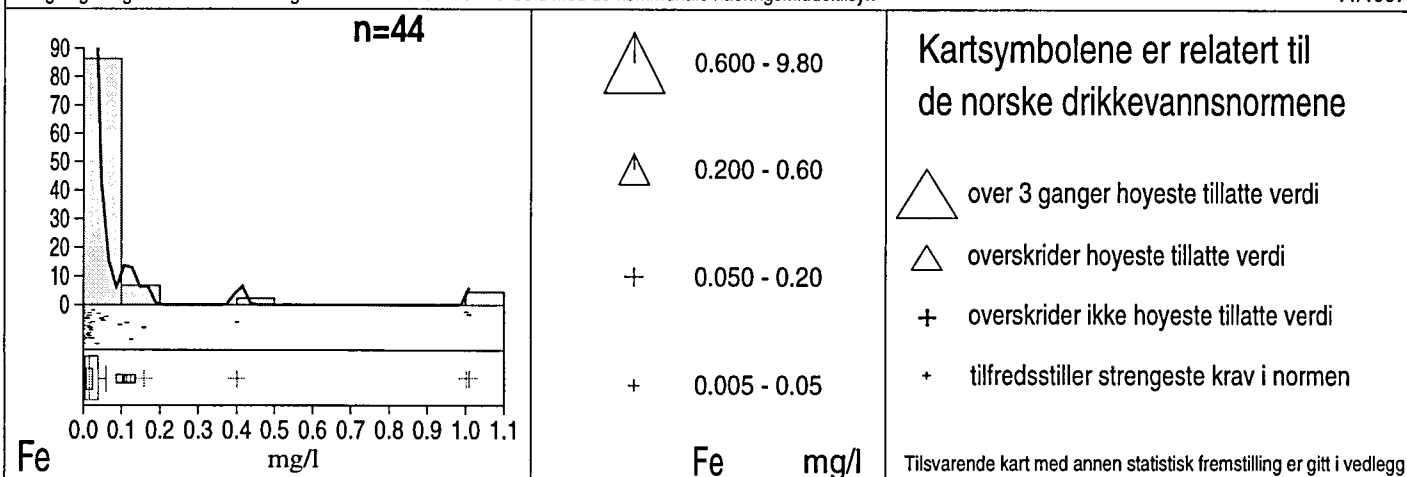 n=44
90
80
70
60
50
40
30
20
10
0
0.0 0.1 0.2 0.3 0.4 0.5 0.6 0.7 0.8 0.9 1.0 1.1
Fe
mg/l
0.600 - 9.80
0.200 - 0.60
0.050 - 0.20
0.005 - 0.05
Fe mg/l
Kartsymbolene er relatert til
de norske drikkevannsnormene
over 3 ganger hoyeste tillatte verdi
overskrider hoyeste tillatte verdi
overskrider ikke hoyeste tillatte verdi
tilfredsstiller strengeste krav i normen
Tilsvarende kart med annen statistisk fremstilling er gitt i vedlegg